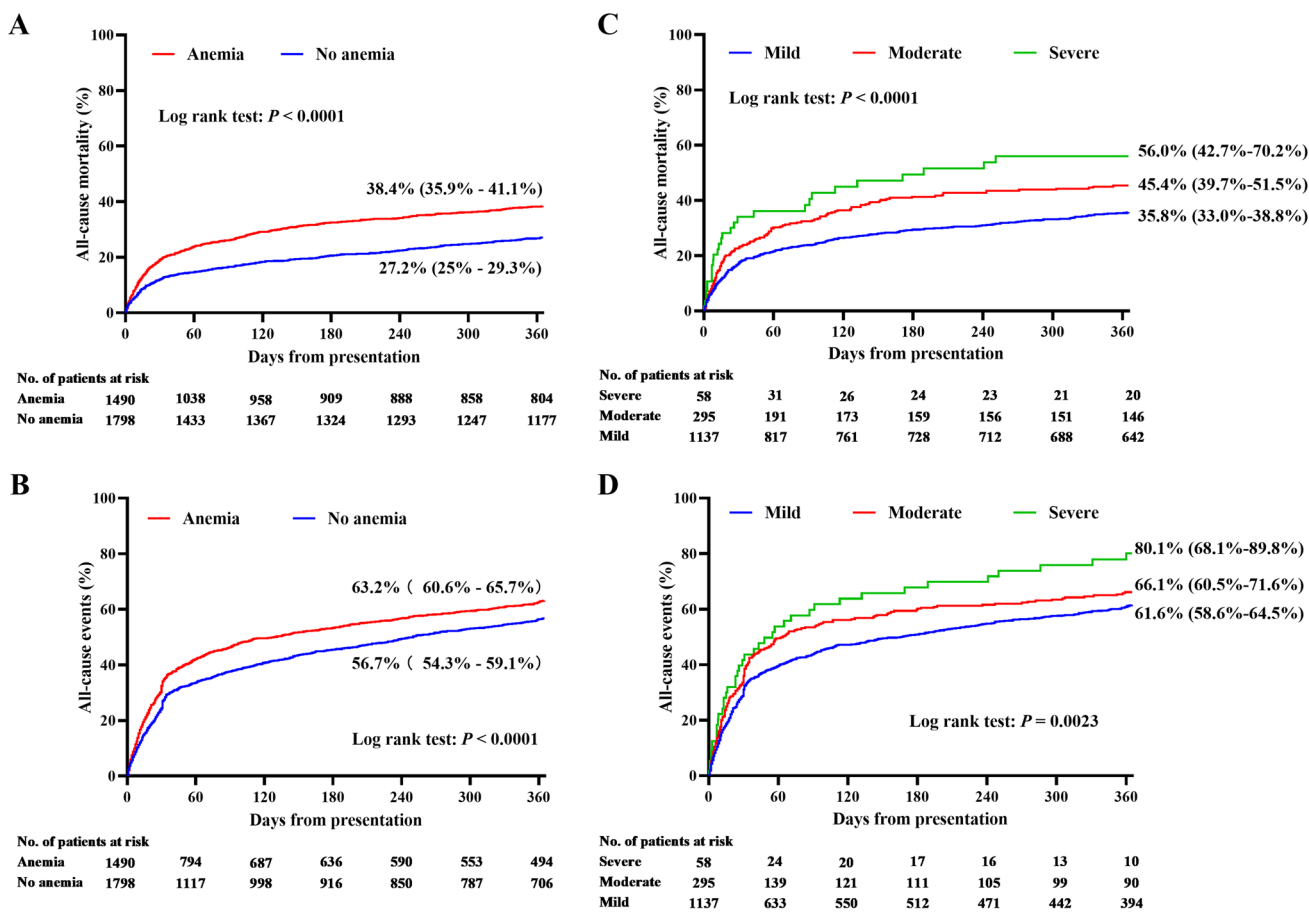 A
100
80
60
40
20
0
All-cause mortality (%)
Anemia No anemia
Log rank test: P < 0.0001
38.4% (35.9% - 41.1%)
27.2% (25% - 29.3%)
0 60 120 180 240 300 360
Days from presentation
No. of patients at risk
Anemia 1490 1038 958 909 888 858 804
No anemia 1798 1433 1367 1324 1293 1247 1177
C
100
80
60
40
20
0
All-cause mortality (%)
Mild Moderate Severe
Log rank test: P < 0.0001
56.0% (42.7%-70.2%)
45.4% (39.7%-51.5%)
35.8% (33.0%-38.8%)
0 60 120 180 240 300 360
Days from presentation
No. of patients at risk
Severe 58 31 26 24 23 21 20
Moderate 295 191 173 159 156 151 146
Mild 1137 817 761 728 712 688 642
B
100
80
60
40
20
0
All-cause events (%)
Anemia No anemia
63.2% ( 60.6% - 65.7%)
56.7% ( 54.3% - 59.1%)
Log rank test: P < 0.0001
0 60 120 180 240 300 360
Days from presentation
No. of patients at risk
Anemia 1490 794 687 636 590 553 494
No anemia 1798 1117 998 916 850 787 706
D
100
80
60
40
20
0
All-cause events (%)
Mild Moderate Severe
80.1% (68.1%-89.8%)
66.1% (60.5%-71.6%)
61.6% (58.6%-64.5%)
Log rank test: P = 0.0023
0 60 120 180 240 300 360
Days from presentation
No. of patients at risk
Severe 58 24 20 17 16 13 10
Moderate 295 139 121 111 105 99 90
Mild 1137 633 550 512 471 442 394